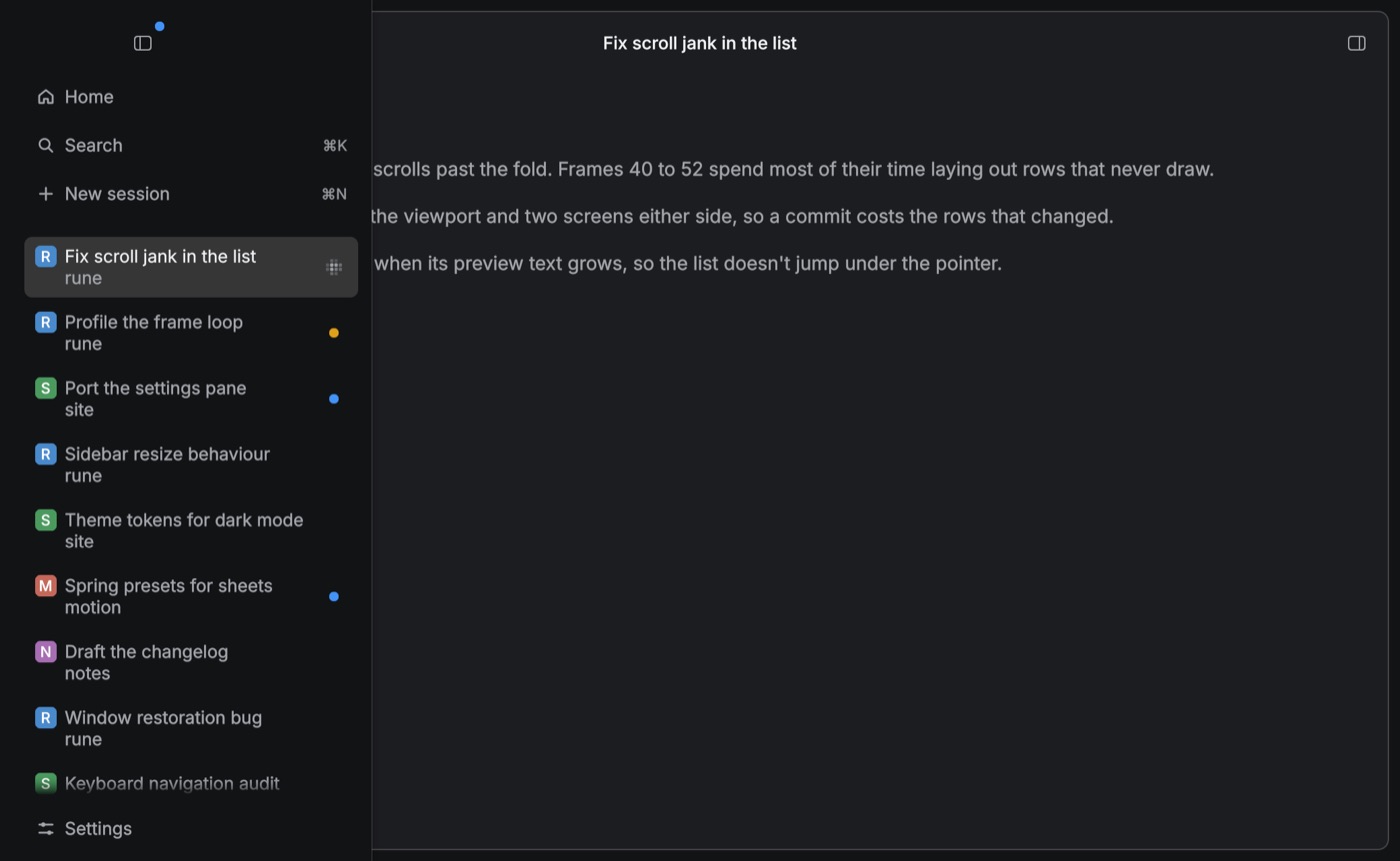 Fix scroll jank in the list
Home
Search ⌘K
New session ⌘N
R Fix scroll jank in the list
rune
R Profile the frame loop
rune
S Port the settings pane
site
R Sidebar resize behaviour
rune
S Theme tokens for dark mode
site
M Spring presets for sheets
motion
N Draft the changelog
notes
R Window restoration bug
rune
S Keyboard navigation audit
Settings
scrolls past the fold. Frames 40 to 52 spend most of their time laying out rows that never draw.
the viewport and two screens either side, so a commit costs the rows that changed.
when its preview text grows, so the list doesn't jump under the pointer.